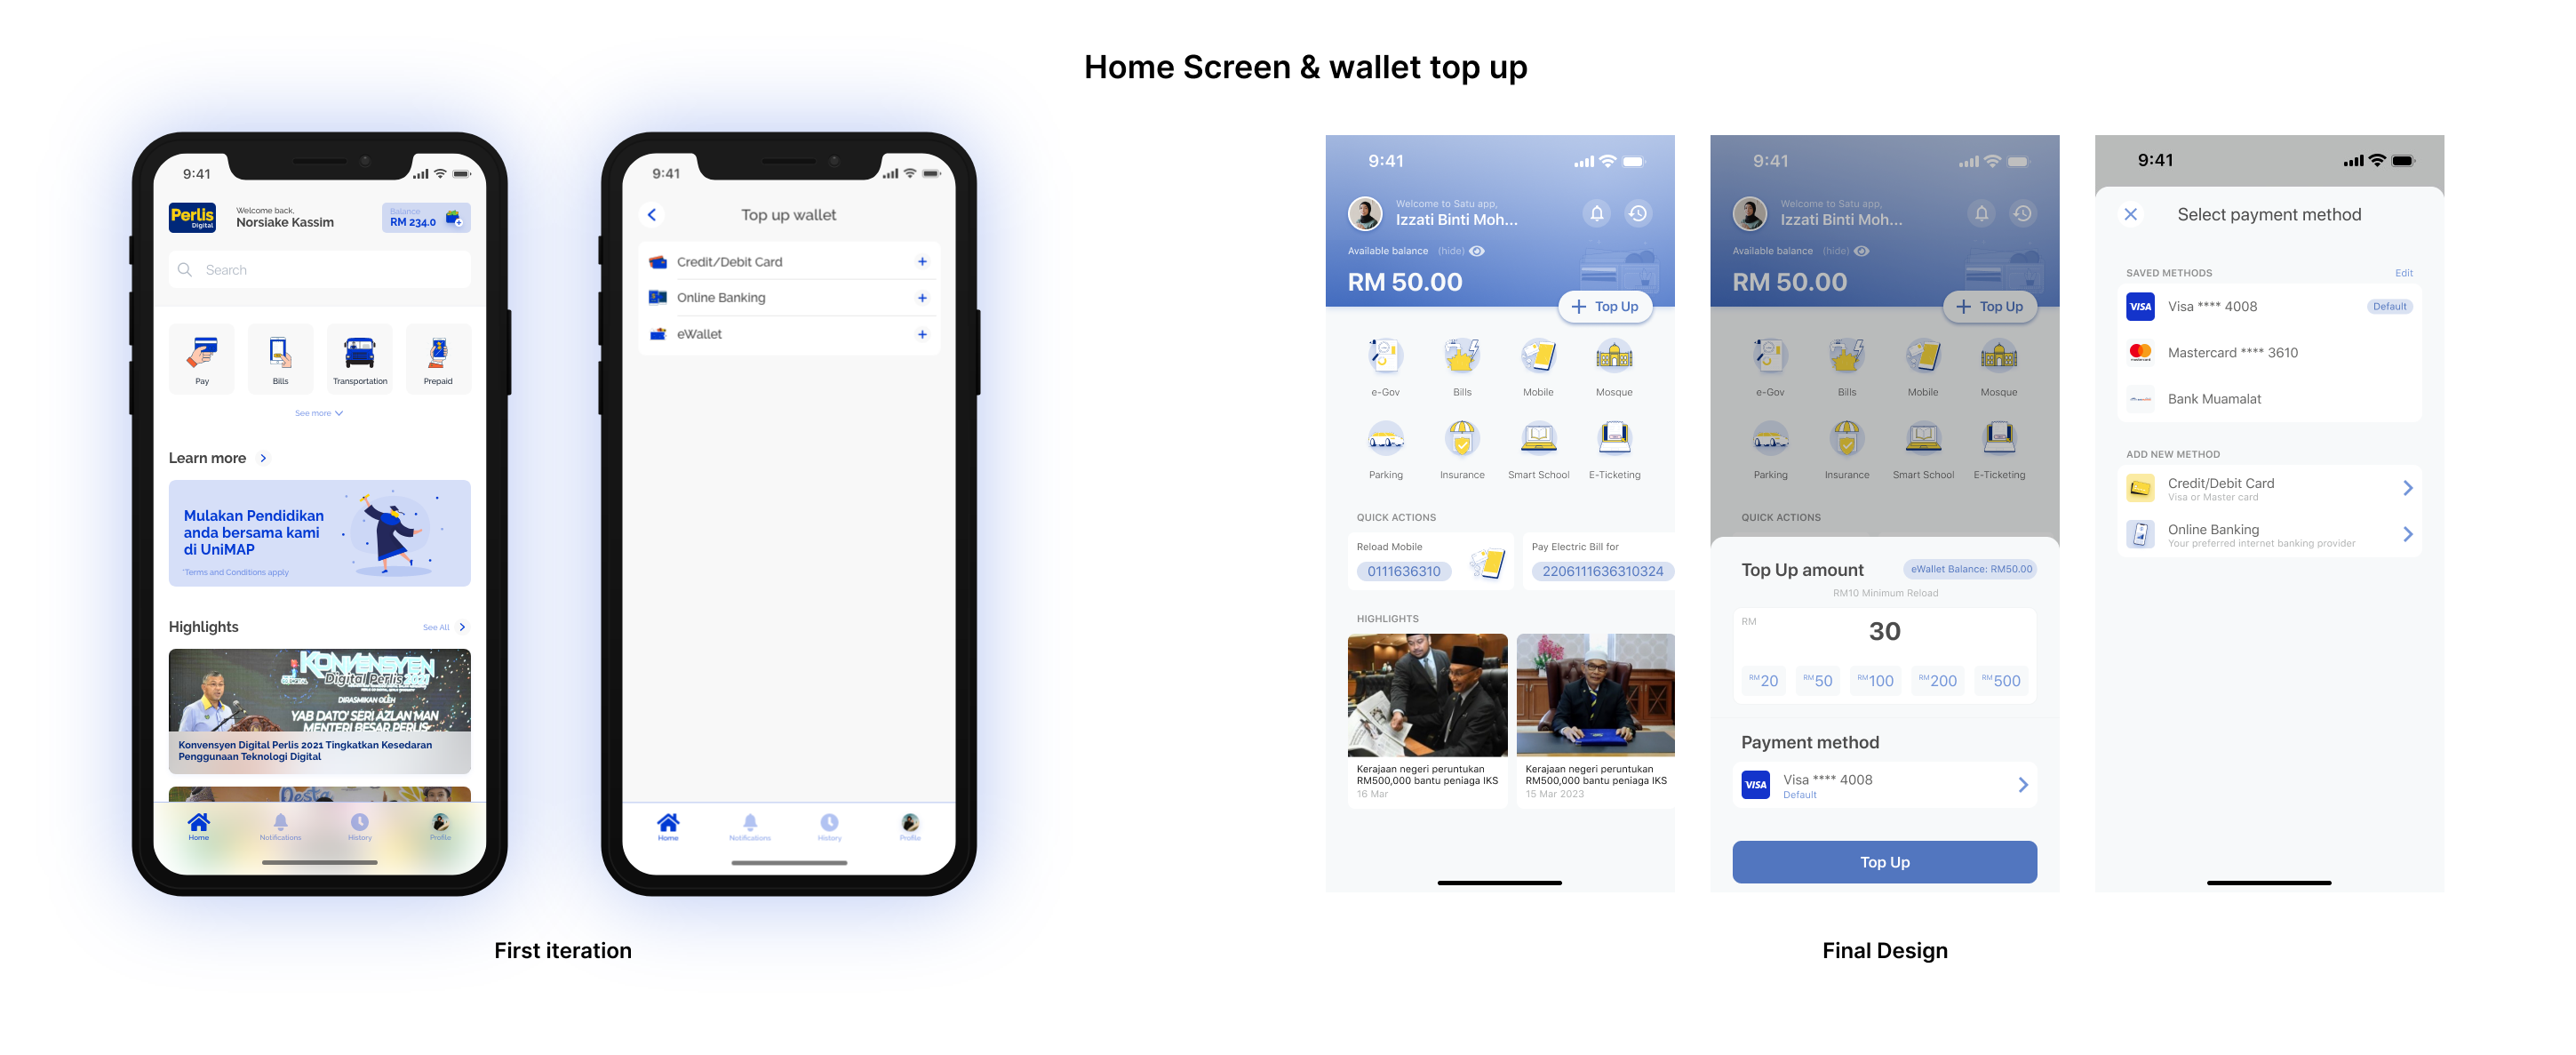 Home Screen & wallet top up
9:41
Perlis
Digital
Welcome back,
Norsiake Kassim
Balance
RM 234.0
Search
Pay
Bills
Transportation
Prepaid
See more
Learn more
Mulakan Pendidikan
anda bersama kami
di UniMAP
*Terms and Conditions apply
Highlights
See All
KONVENSYEN
Digital Perlis
DIRASMIKAN OLEH
YAB DATO' SERI AZLAN MAN
MENTERI BESAR PERLIS
Konvensyen Digital Perlis 2021 Tingkatkan Kesedaran
Penggunaan Teknologi Digital
Pesta
Home
Notifications
History
Profile
9:41
Top up wallet
Credit/Debit Card
Online Banking
eWallet
Home
Notifications
History
Profile
First iteration
9:41
Welcome to Satu app,
Izzati Binti Moh...
Available balance (hide)
RM 50.00
Top Up
e-Gov
Bills
Mobile
Mosque
Parking
Insurance
Smart School
E-Ticketing
QUICK ACTIONS
Reload Mobile
0111636310
Pay Electric Bill for
2206111636310324
HIGHLIGHTS
Kerajaan negeri peruntukan
RM500,000 bantu peniaga IKS
16 Mar
Kerajaan negeri peruntukan
RM500,000 bantu peniaga IKS
15 Mar 2023
9:41
Welcome to Satu app,
Izzati Binti Moh...
Available balance (hide)
RM 50.00
Top Up
e-Gov
Bills
Mobile
Mosque
Parking
Insurance
Smart School
E-Ticketing
QUICK ACTIONS
Top Up amount
eWallet Balance: RM50.00
RM10 Minimum Reload
RM
30
RM20
RM50
RM100
RM200
RM500
Payment method
VISA
Visa **** 4008
Default
Top Up
9:41
Select payment method
SAVED METHODS
Edit
VISA
Visa **** 4008
Default
Mastercard **** 3610
Bank Muamalat
ADD NEW METHOD
Credit/Debit Card
Visa or Master card
Online Banking
Your preferred internet banking provider
Final Design